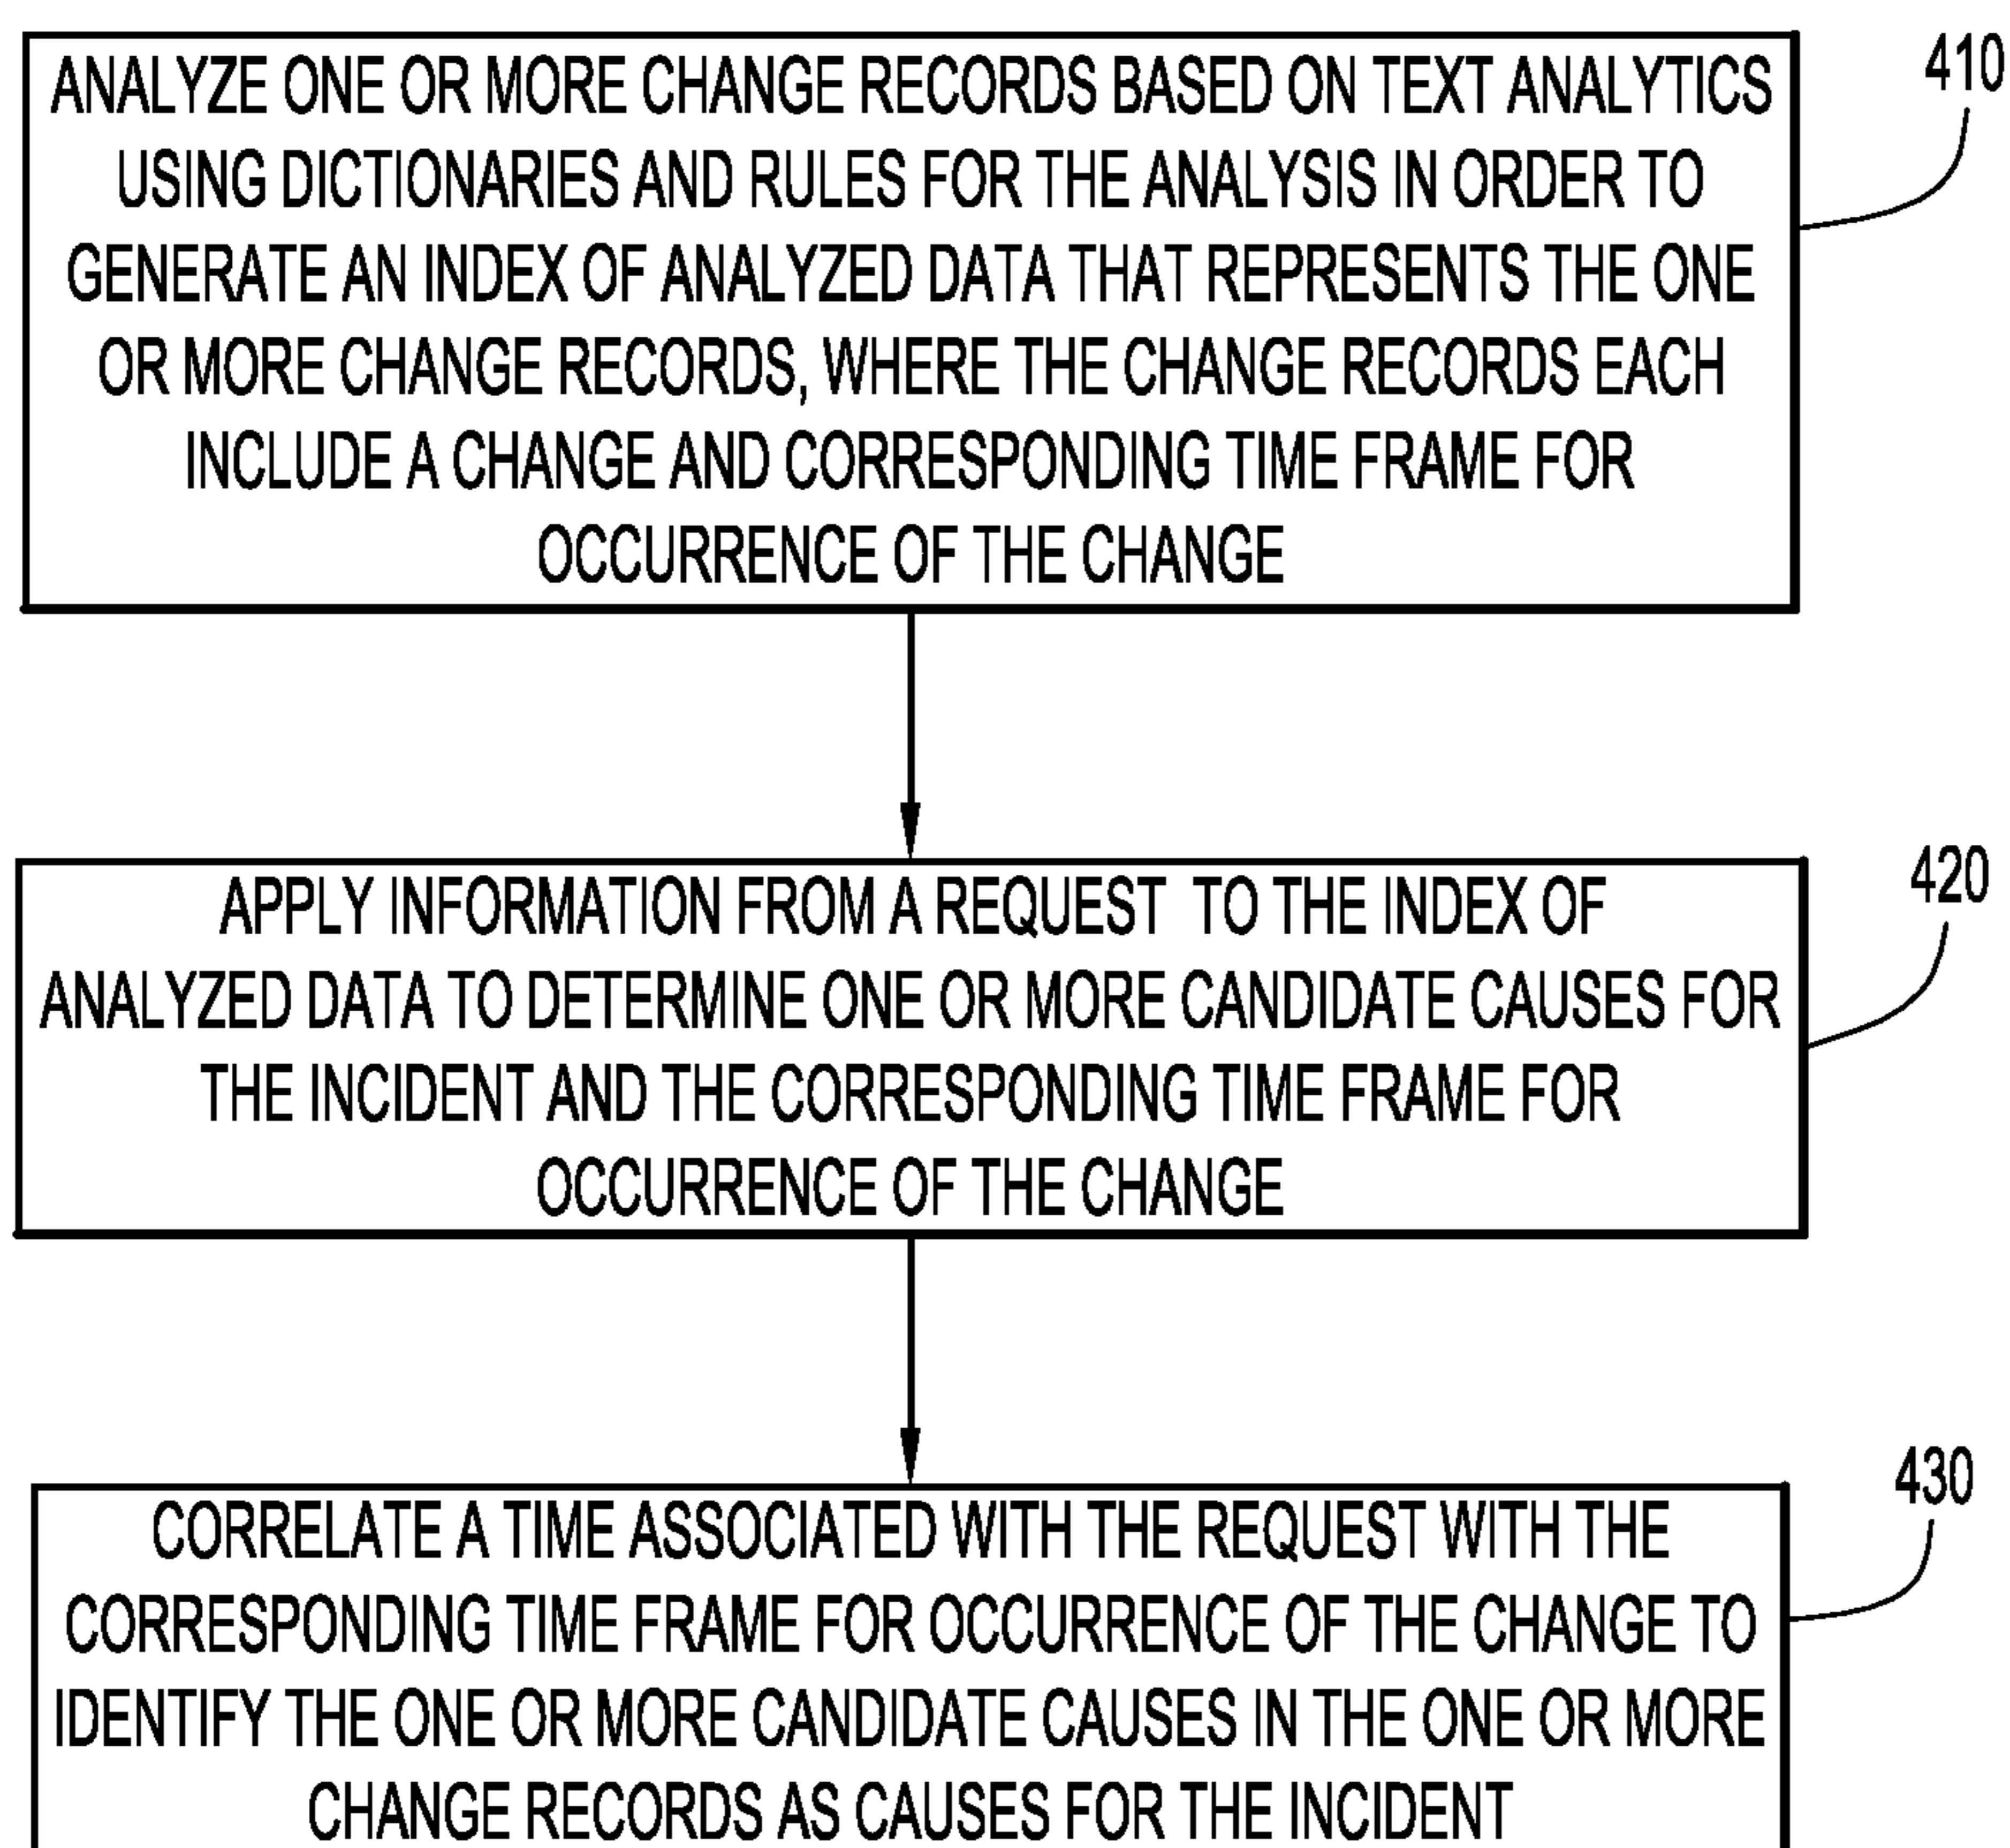 ANALYZE ONE OR MORE CHANGE RECORDS BASED ON TEXT ANALYTICS
USING DICTIONARIES AND RULES FOR THE ANALYSIS IN ORDER TO
GENERATE AN INDEX OF ANALYZED DATA THAT REPRESENTS THE ONE
OR MORE CHANGE RECORDS, WHERE THE CHANGE RECORDS EACH
INCLUDE A CHANGE AND CORRESPONDING TIME FRAME FOR
OCCURRENCE OF THE CHANGE
410
APPLY INFORMATION FROM A REQUEST TO THE INDEX OF
ANALYZED DATA TO DETERMINE ONE OR MORE CANDIDATE CAUSES FOR
THE INCIDENT AND THE CORRESPONDING TIME FRAME FOR
OCCURRENCE OF THE CHANGE
420
CORRELATE A TIME ASSOCIATED WITH THE REQUEST WITH THE
CORRESPONDING TIME FRAME FOR OCCURRENCE OF THE CHANGE TO
IDENTIFY THE ONE OR MORE CANDIDATE CAUSES IN THE ONE OR MORE
CHANGE RECORDS AS CAUSES FOR THE INCIDENT
430